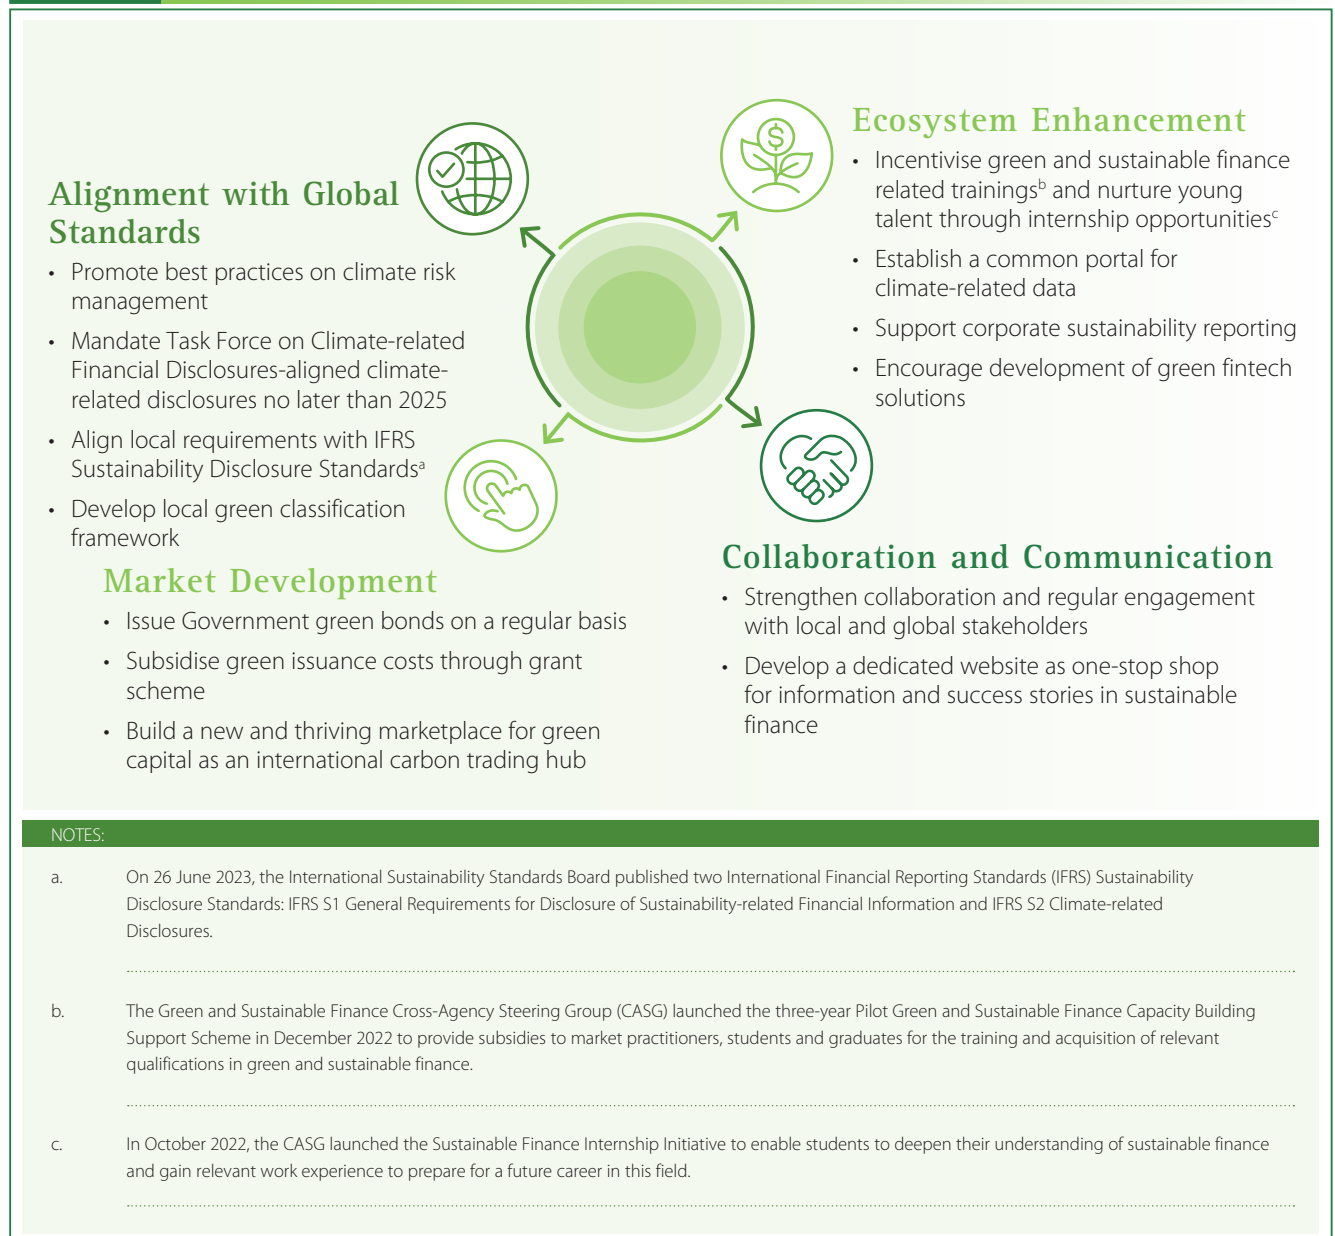 Alignment with Global
Standards
• Promote best practices on climate risk
management
• Mandate Task Force on Climate-related
Financial Disclosures-aligned climate-
related disclosures no later than 2025
• Align local requirements with IFRS
Sustainability Disclosure Standardsa
• Develop local green classification
framework
Ecosystem Enhancement
• Incentivise green and sustainable finance
related trainingsb and nurture young
talent through internship opportunitiesc
• Establish a common portal for
climate-related data
• Support corporate sustainability reporting
• Encourage development of green fintech
solutions
Market Development
• Issue Government green bonds on a regular basis
• Subsidise green issuance costs through grant
scheme
• Build a new and thriving marketplace for green
capital as an international carbon trading hub
Collaboration and Communication
• Strengthen collaboration and regular engagement
with local and global stakeholders
• Develop a dedicated website as one-stop shop
for information and success stories in sustainable
finance
NOTES:
a. On 26 June 2023, the International Sustainability Standards Board published two International Financial Reporting Standards (IFRS) Sustainability
Disclosure Standards: IFRS S1 General Requirements for Disclosure of Sustainability-related Financial Information and IFRS S2 Climate-related
Disclosures.
b. The Green and Sustainable Finance Cross-Agency Steering Group (CASG) launched the three-year Pilot Green and Sustainable Finance Capacity Building
Support Scheme in December 2022 to provide subsidies to market practitioners, students and graduates for the training and acquisition of relevant
qualifications in green and sustainable finance.
c. In October 2022, the CASG launched the Sustainable Finance Internship Initiative to enable students to deepen their understanding of sustainable finance
and gain relevant work experience to prepare for a future career in this field.